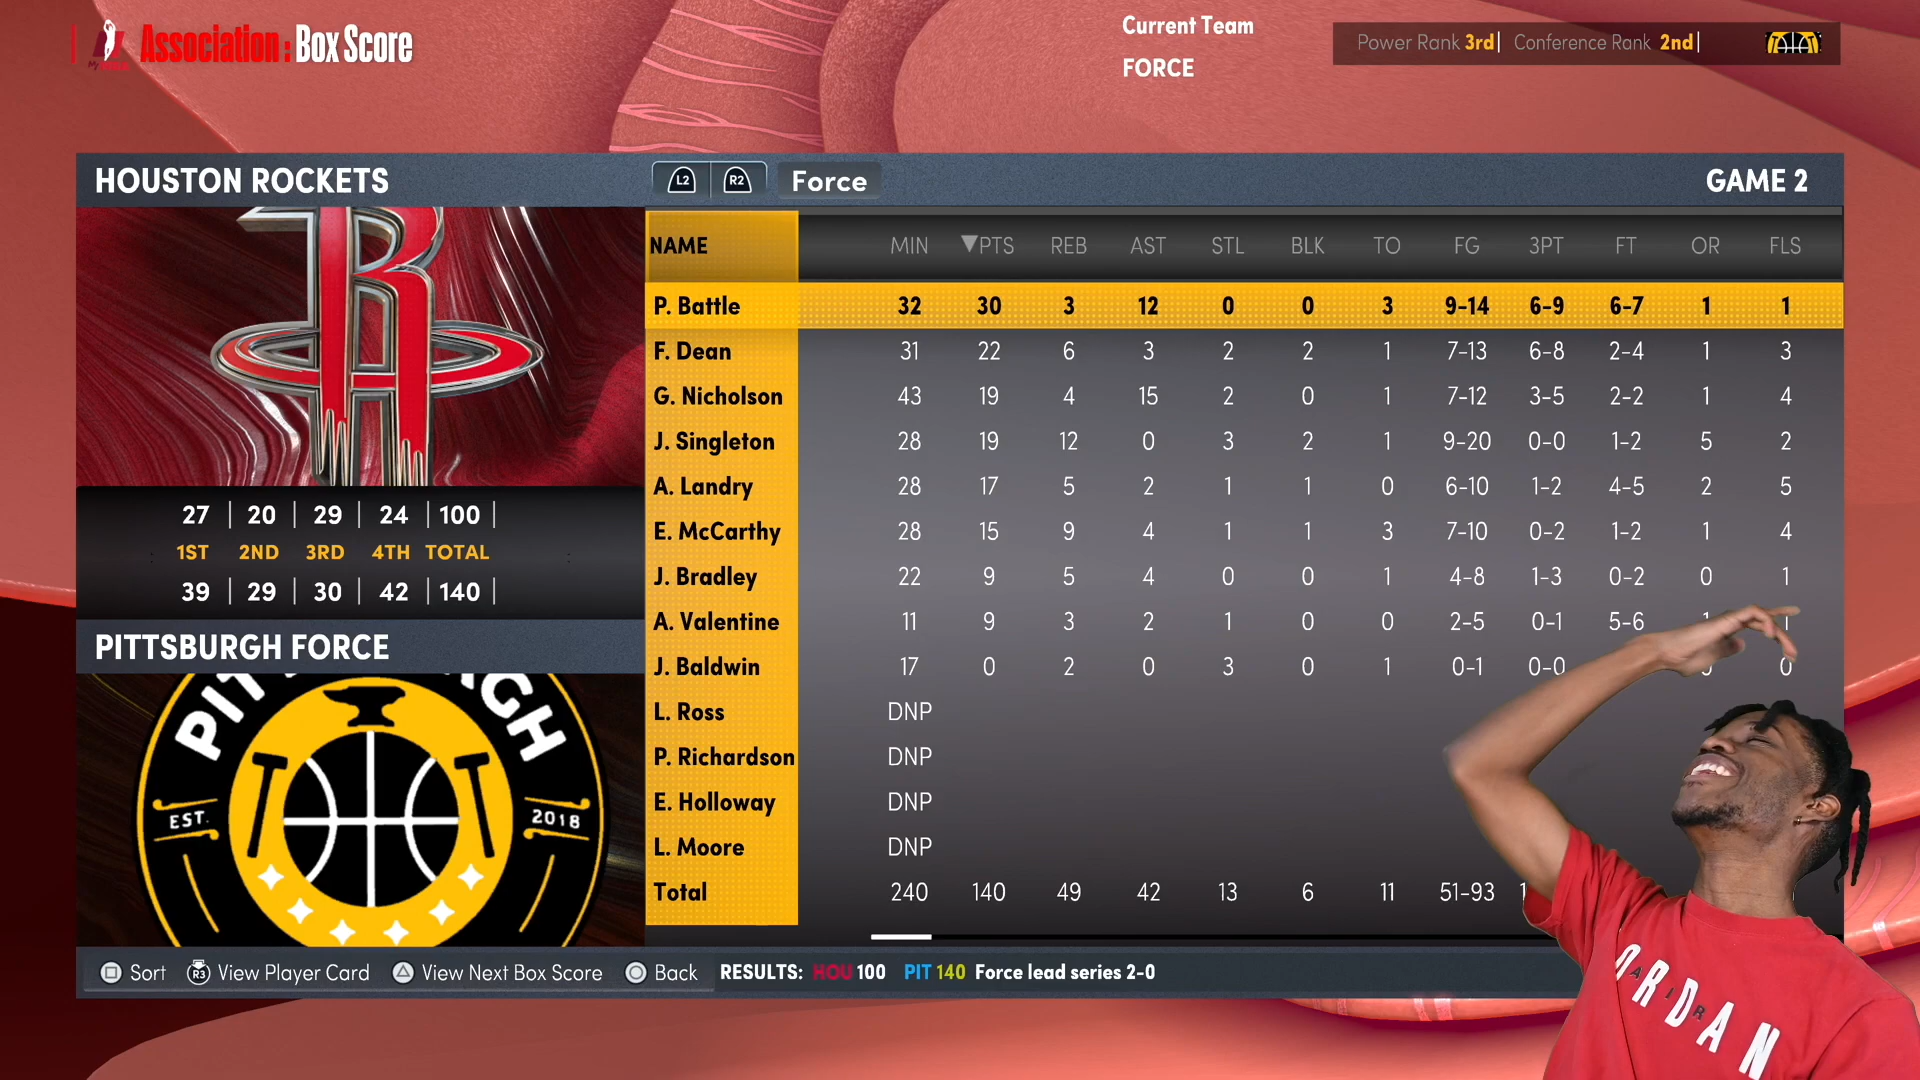 Association : Box Score
Current Team
FORCE
Power Rank 3rd| Conference Rank 2nd|
HOUSTON ROCKETS
L2 R2 Force
GAME 2
R
27 | 20 | 29 | 24 | 100 |
1ST 2ND 3RD 4TH TOTAL
39 | 29 | 30 | 42 | 140 |
PITTSBURGH FORCE
EST. 2018
NAME MIN ▼PTS REB AST STL BLK TO FG 3PT FT OR FLS
P. Battle 32 30 3 12 0 0 3 9-14 6-9 6-7 1 1
F. Dean 31 22 6 3 2 2 1 7-13 6-8 2-4 1 3
G. Nicholson 43 19 4 15 2 0 1 7-12 3-5 2-2 1 4
J. Singleton 28 19 12 0 3 2 1 9-20 0-0 1-2 5 2
A. Landry 28 17 5 2 1 1 0 6-10 1-2 4-5 2 5
E. McCarthy 28 15 9 4 1 1 3 7-10 0-2 1-2 1 4
J. Bradley 22 9 5 4 0 0 1 4-8 1-3 0-2 0 1
A. Valentine 11 9 3 2 1 0 0 2-5 0-1 5-6
J. Baldwin 17 0 2 0 3 0 1 0-1 0-0 0
L. Ross DNP
P. Richardson DNP
E. Holloway DNP
L. Moore DNP
Total 240 140 49 42 13 6 11 51-93
Sort R3 View Player Card View Next Box Score Back RESULTS: HOU 100 PIT 140 Force lead series 2-0
AIR
JORDAN